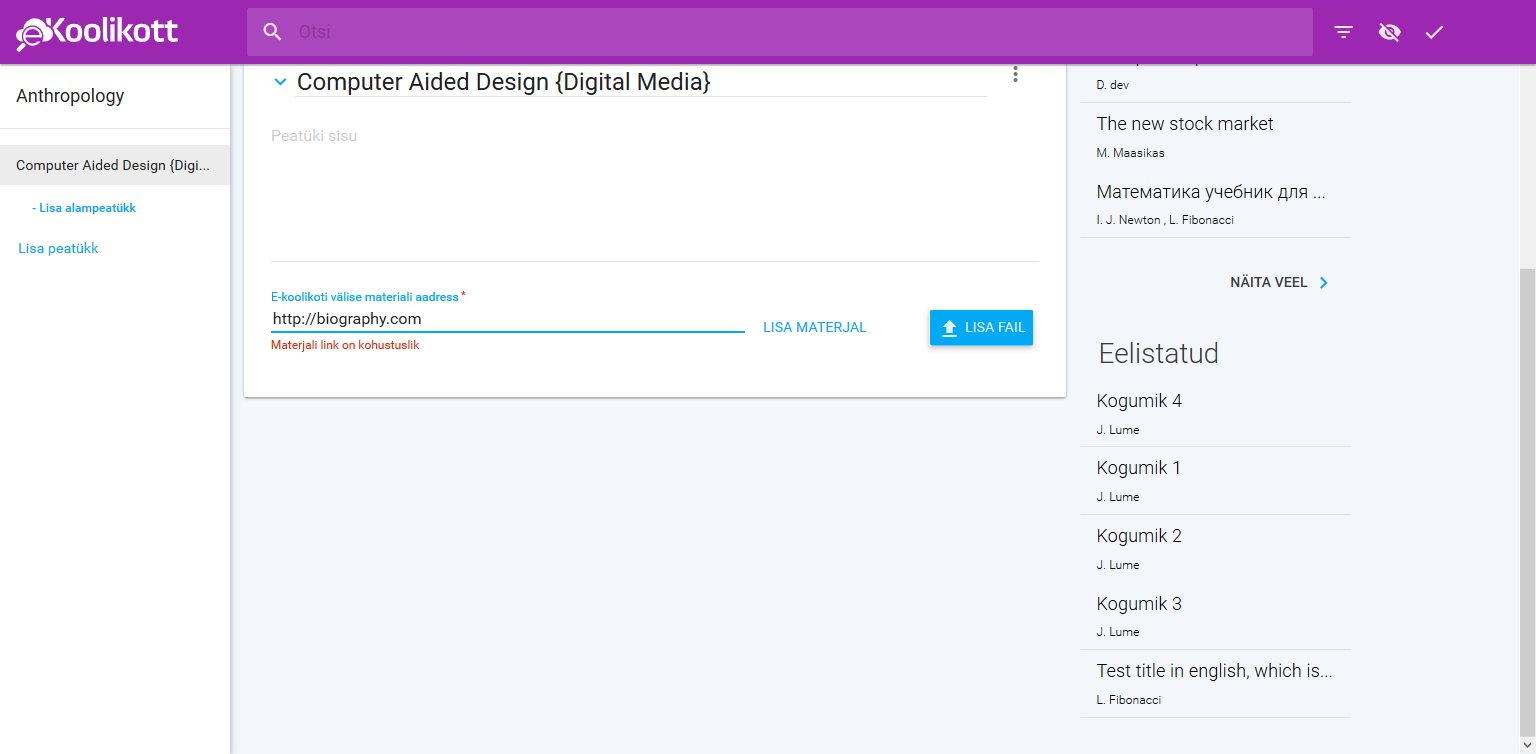 eKoolikott
Otsi
Anthropology
Computer Aided Design {Digi...
- Lisa alampeatükk
Lisa peatükk
Computer Aided Design {Digital Media}
Peatüki sisu
E-koolikoti välise materiali aadress *
http://biography.com
Materjali link on kohustuslik
LISA MATERJAL
LISA FAIL
D. dev
The new stock market
M. Maasikas
Математика учебник для ...
I. J. Newton , L. Fibonacci
NÄITA VEEL
Eelistatud
Kogumik 4
J. Lume
Kogumik 1
J. Lume
Kogumik 2
J. Lume
Kogumik 3
J. Lume
Test title in english, which is...
L. Fibonacci